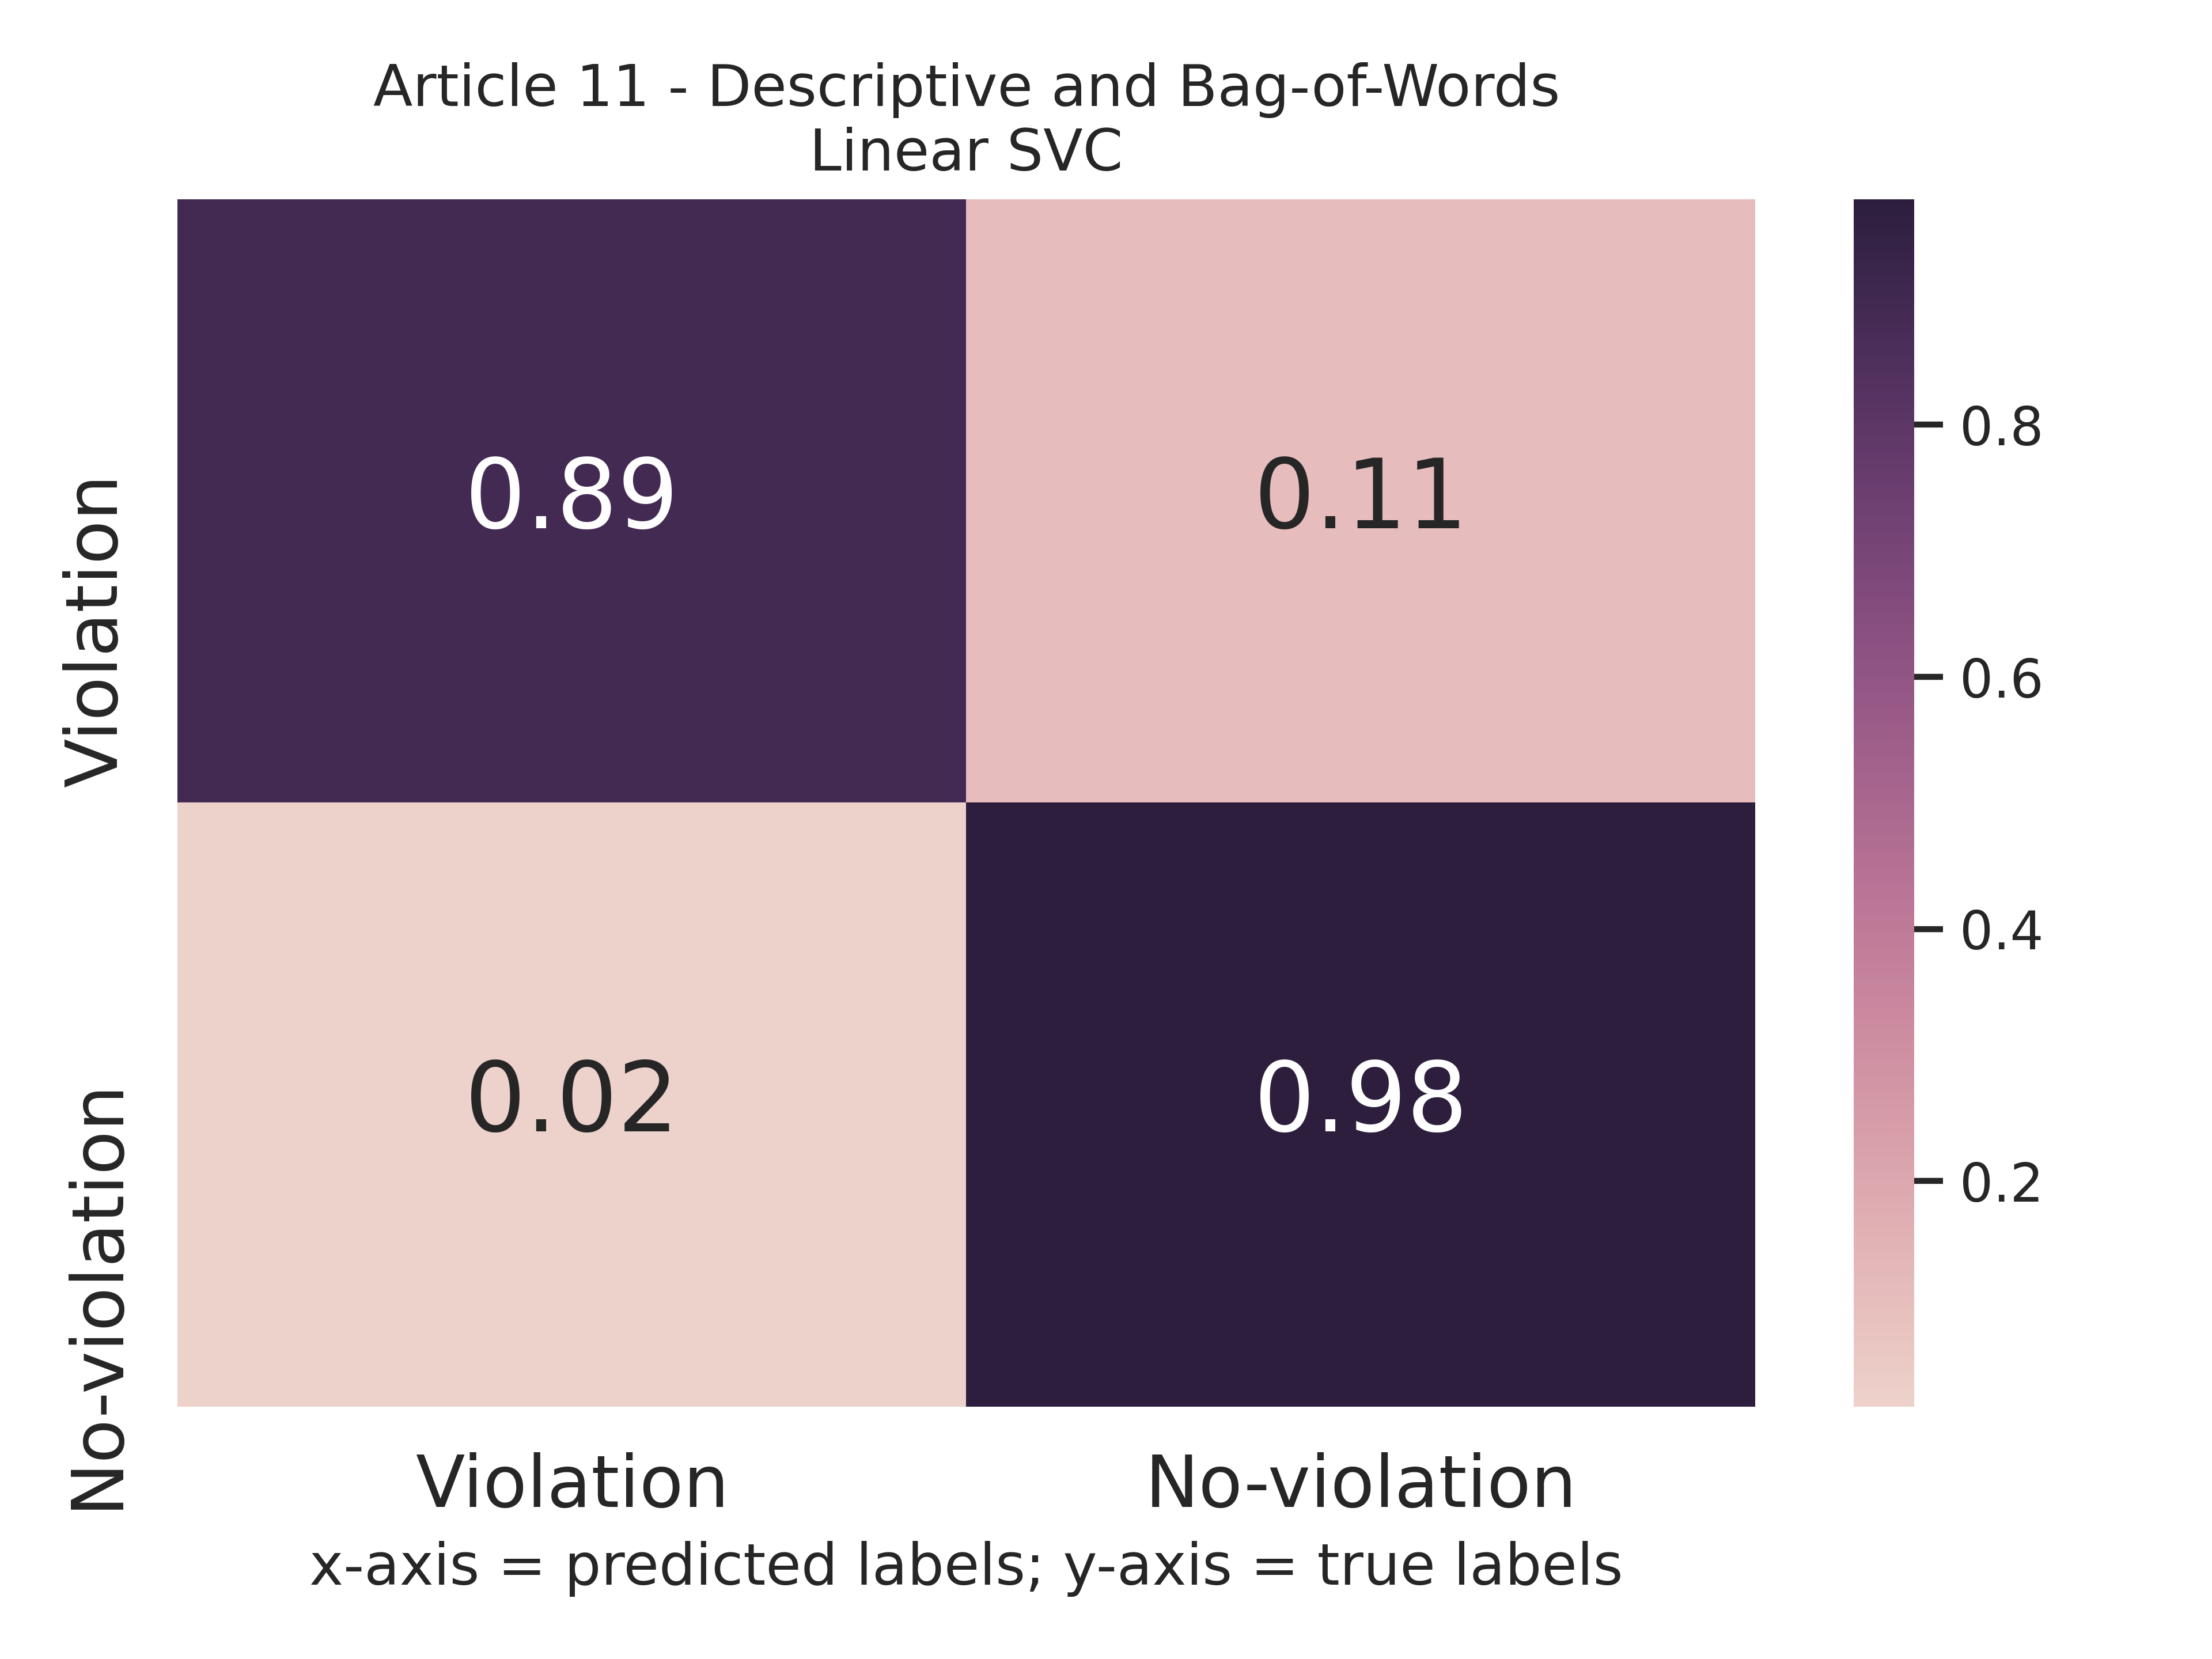 Article 11 - Descriptive and Bag-of-Words
Linear SVC
Violation
0.89
0.11
0.8
0.6
0.4
0.2
No-violation
0.02
0.98
Violation
No-violation
x-axis = predicted labels; y-axis = true labels